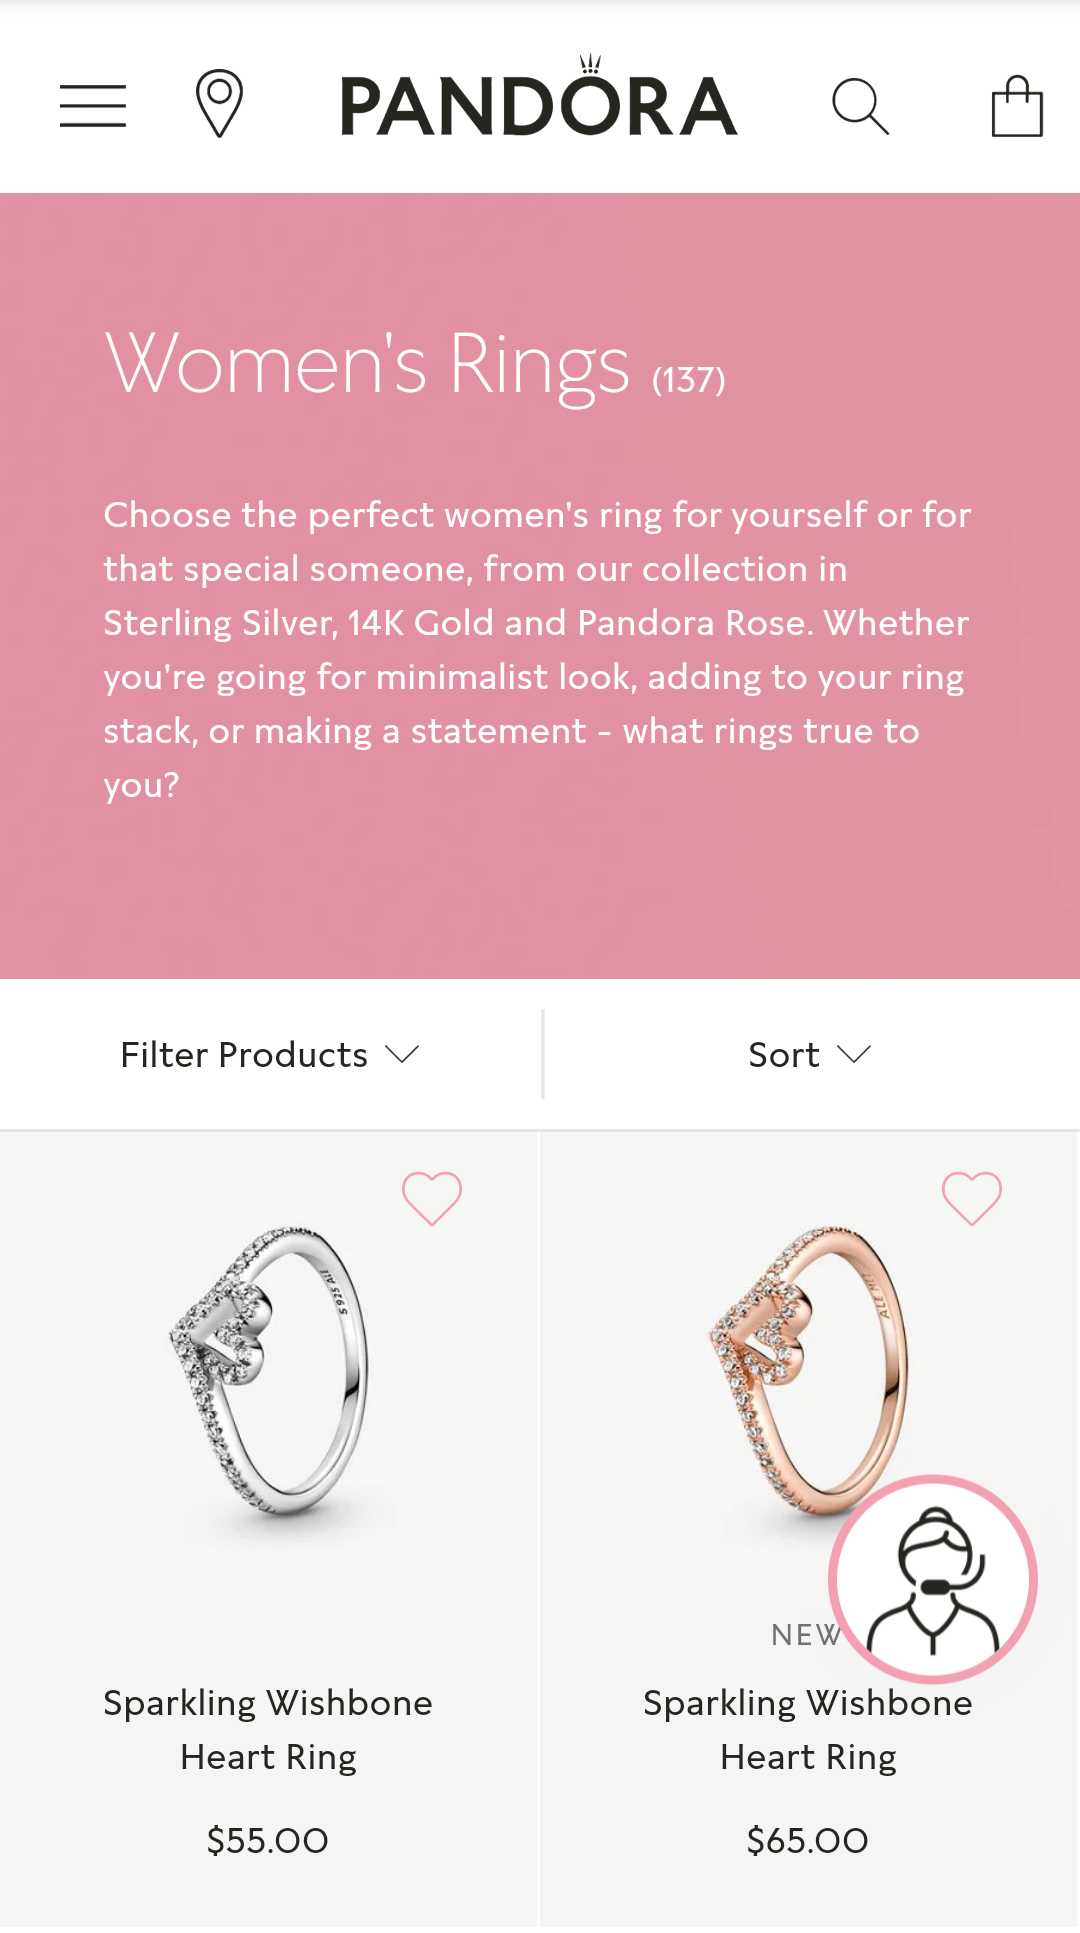 PANDORA
Women's Rings (137)
Choose the perfect women's ring for yourself or for
that special someone, from our collection in
Sterling Silver, 14K Gold and Pandora Rose. Whether
you're going for minimalist look, adding to your ring
stack, or making a statement - what rings true to
you?
Filter Products
Sort
S 925 ALE
ALE MET
NEW
Sparkling Wishbone
Heart Ring
$55.00
Sparkling Wishbone
Heart Ring
$65.00